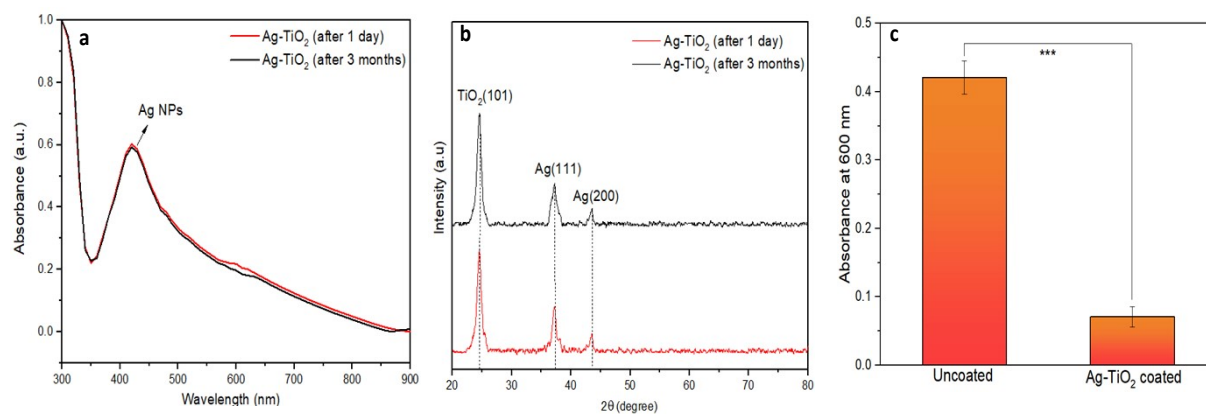 a
Ag-TiO₂ (after 1 day)
Ag-TiO₂ (after 3 months)
Ag NPs
1.0
0.8
0.6
0.4
0.2
0.0
Absorbance (a.u.)
300 400 500 600 700 800 900
Wavelength (nm)
b
Ag-TiO₂ (after 1 day)
Ag-TiO₂ (after 3 months)
TiO₂(101)
Ag(111)
Ag(200)
Intensity (a.u)
20 30 40 50 60 70 80
2θ (degree)
c
***
0.4
0.3
0.2
0.1
0.0
Absorbance at 600 nm
Uncoated Ag-TiO₂ coated